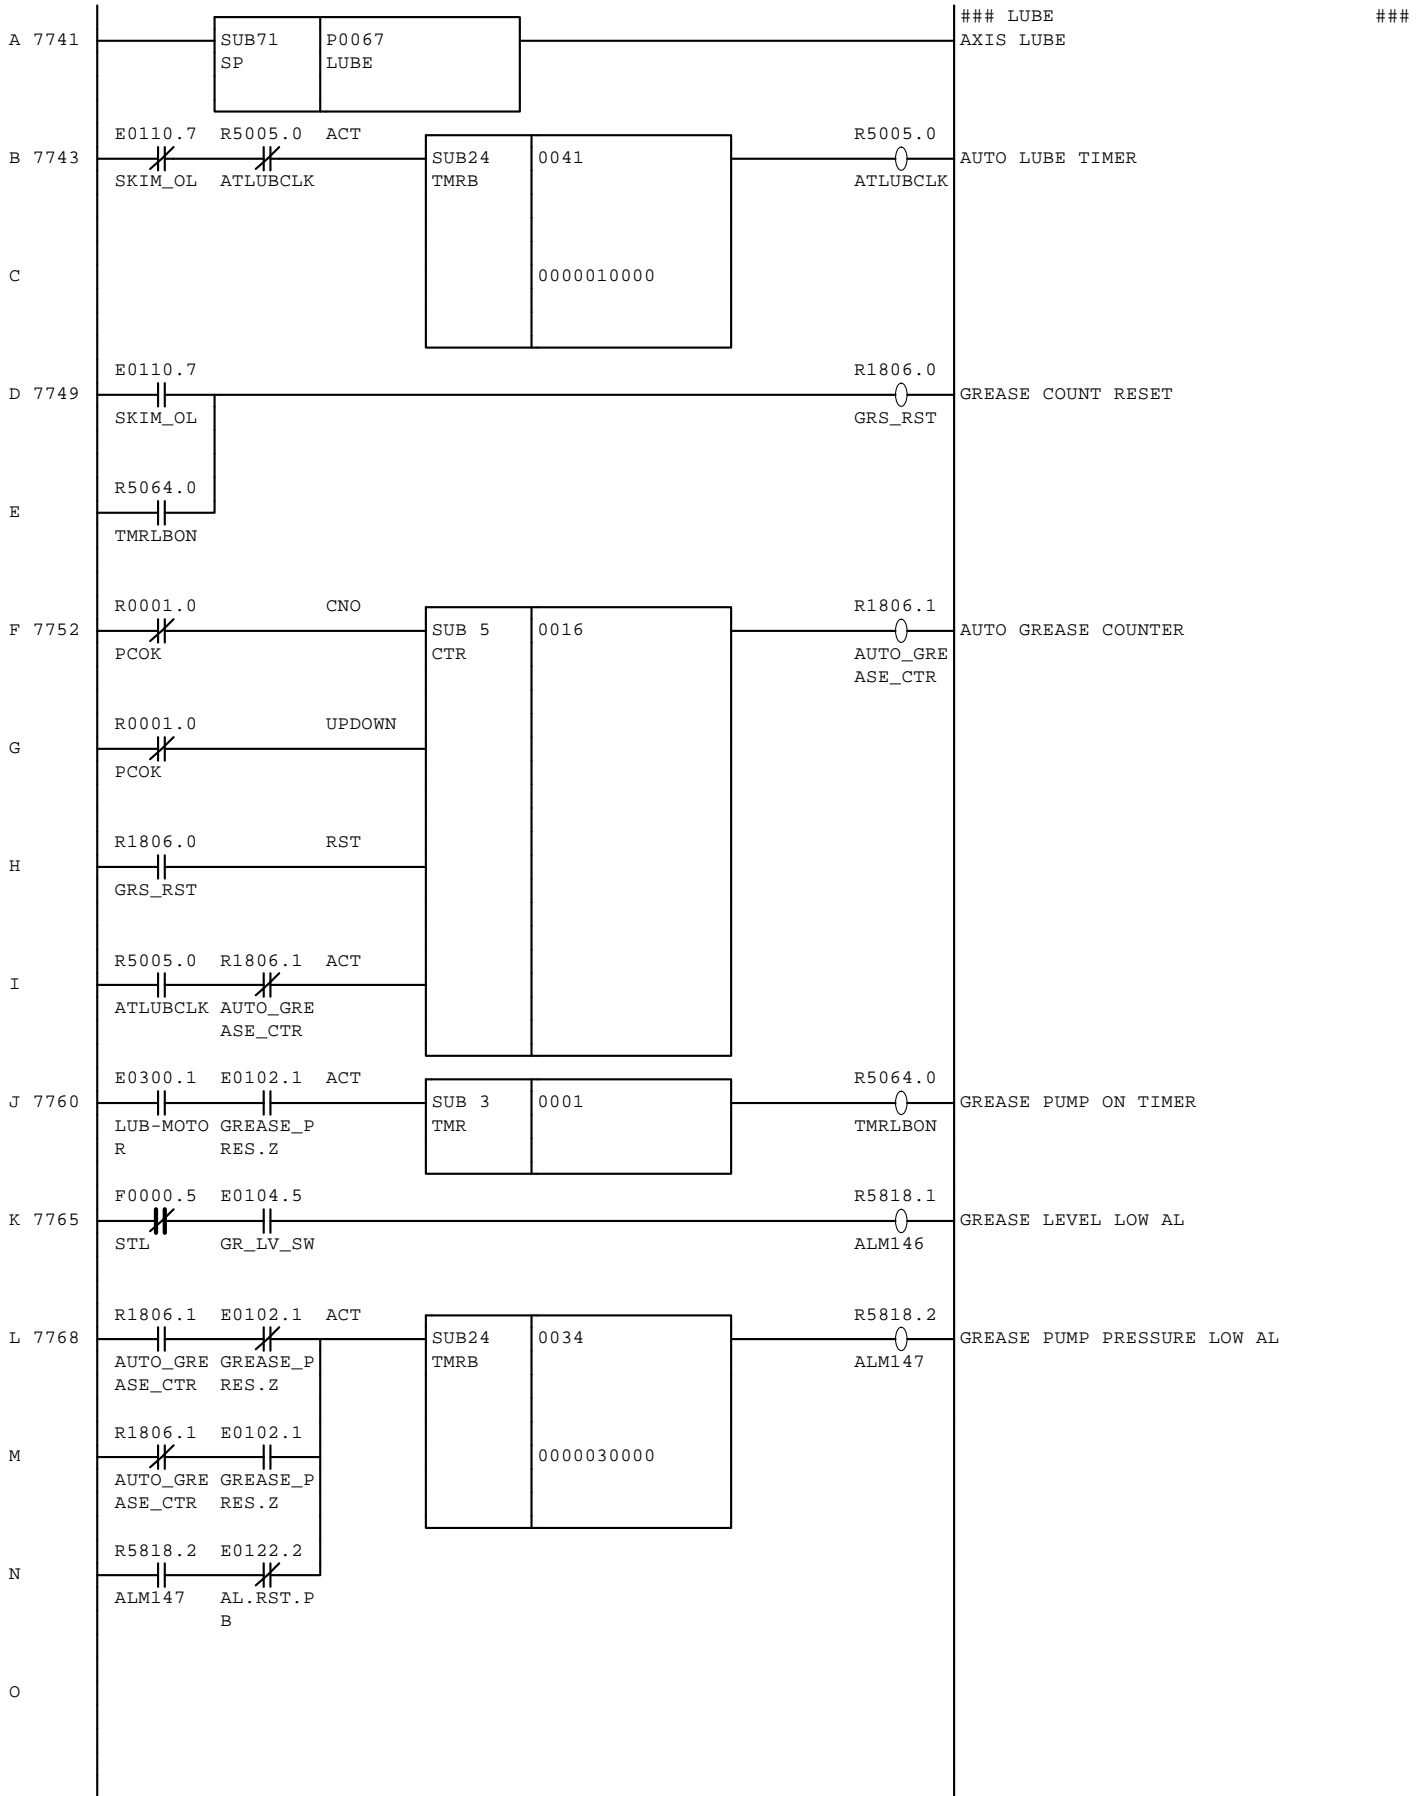 ### LUBE ###
A 7741 SUB71 P0067 AXIS LUBE
SP LUBE
E0110.7 R5005.0 ACT R5005.0
B 7743 SUB24 0041 AUTO LUBE TIMER
SKIM_OL ATLUBCLK TMRB ATLUBCLK
C 0000010000
E0110.7 R1806.0
D 7749 GREASE COUNT RESET
SKIM_OL GRS_RST
R5064.0
E
TMRLBON
R0001.0 CNO R1806.1
F 7752 SUB 5 0016 AUTO GREASE COUNTER
PCOK CTR AUTO_GRE
ASE_CTR
R0001.0 UPDOWN
G
PCOK
R1806.0 RST
H
GRS_RST
R5005.0 R1806.1 ACT
I
ATLUBCLK AUTO_GRE
ASE_CTR
E0300.1 E0102.1 ACT R5064.0
J 7760 SUB 3 0001 GREASE PUMP ON TIMER
LUB-MOTO GREASE_P TMR TMRLBON
R RES.Z
F0000.5 E0104.5 R5818.1
K 7765 GREASE LEVEL LOW AL
STL GR_LV_SW ALM146
R1806.1 E0102.1 ACT R5818.2
L 7768 SUB24 0034 GREASE PUMP PRESSURE LOW AL
AUTO_GRE GREASE_P TMRB ALM147
ASE_CTR RES.Z
R1806.1 E0102.1
M 0000030000
AUTO_GRE GREASE_P
ASE_CTR RES.Z
R5818.2 E0122.2
N
ALM147 AL.RST.P
B
O